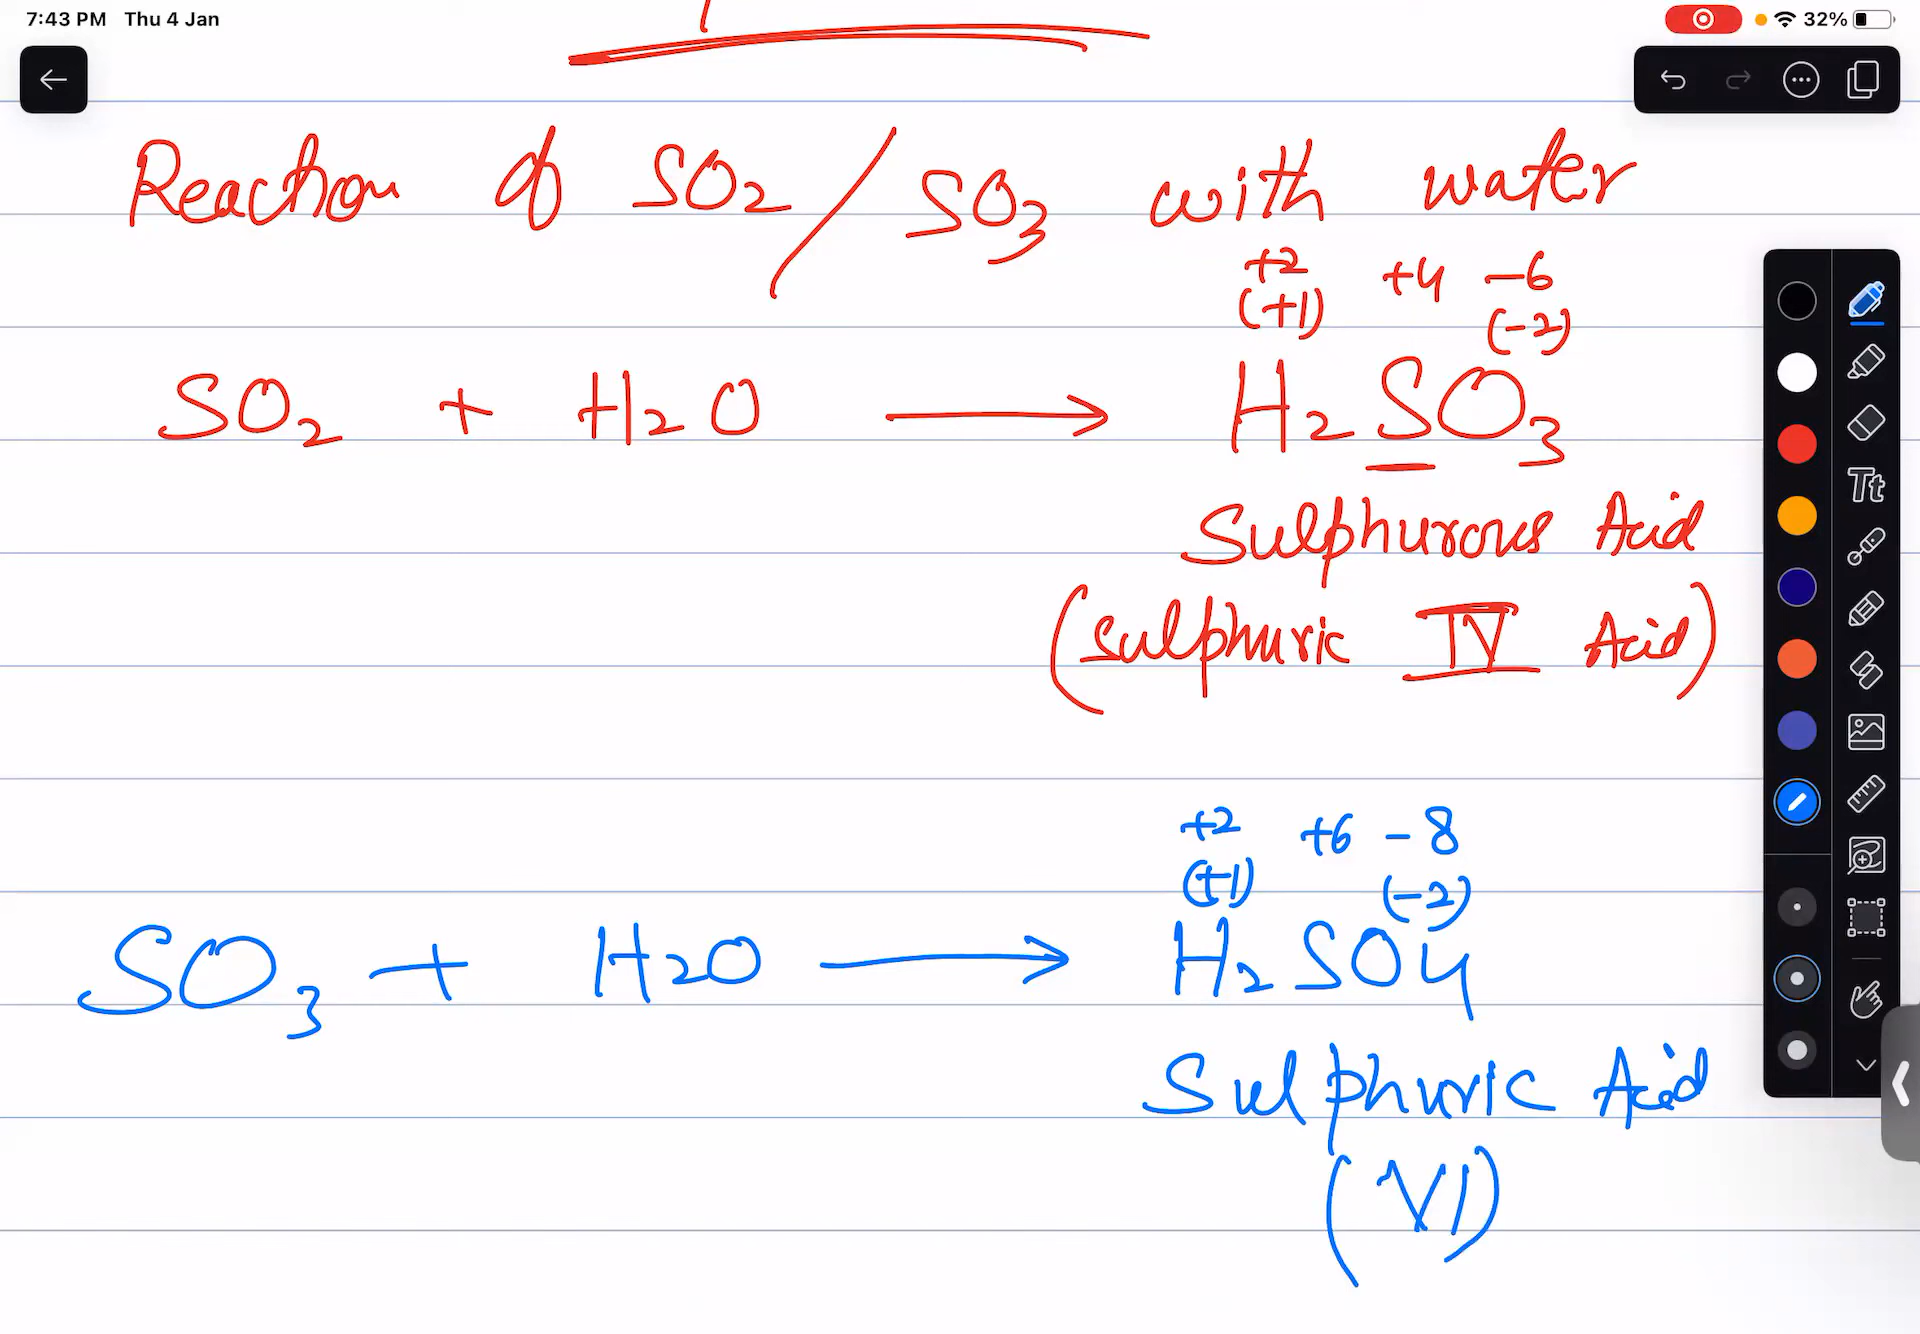 7:43 PM Thu 4 Jan 32%
Reaction of SO₂/SO₃ with water
+2 +4 -6
(+1) (-2)
SO₂ + H₂O → H₂SO₃
Sulphurous Acid
(Sulphuric IV Acid)
+2 +6 -8
(+1) (-2)
SO₃ + H₂O → H₂SO4
Sulphuric Acid
(VI)
Tt